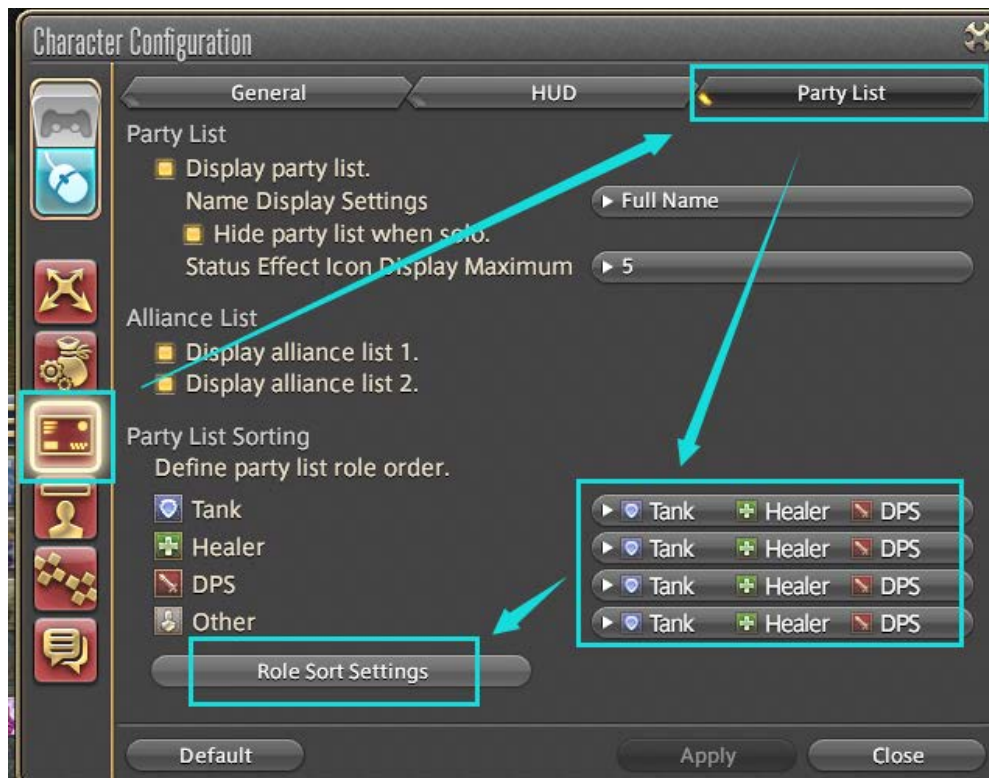 Character Configuration
General HUD Party List
Party List
Display party list.
Name Display Settings Full Name
Hide party list when solo.
Status Effect Icon Display Maximum 5
Alliance List
Display alliance list 1.
Display alliance list 2.
Party List Sorting
Define party list role order.
Tank Tank Healer DPS
Healer Tank Healer DPS
DPS Tank Healer DPS
Other Tank Healer DPS
Role Sort Settings
Default Apply Close